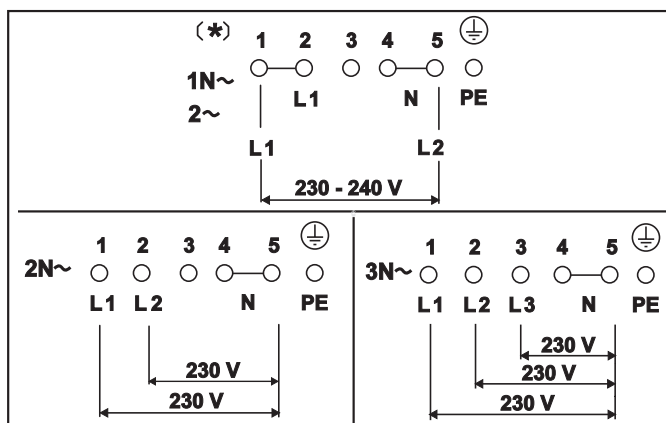 (*) 1 2 3 4 5
1N~ L1 N PE
2~
L1 L2
230 - 240 V
1 2 3 4 5
2N~
L1 L2 N PE
230 V
230 V
1 2 3 4 5
3N~
L1 L2 L3 N PE
230 V
230 V
230 V